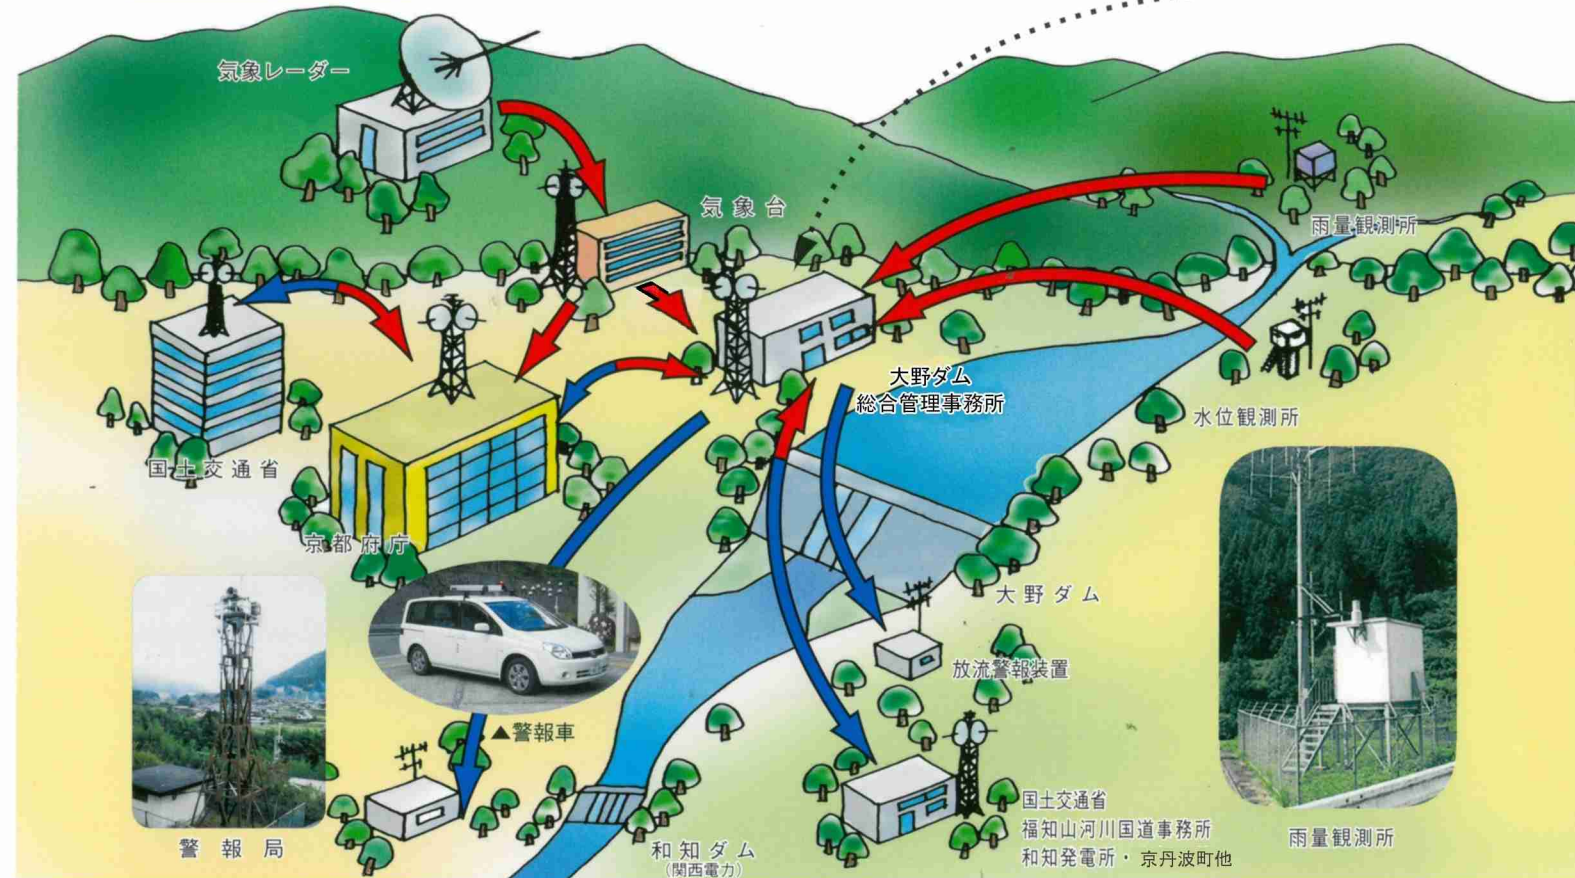 気象レーダー
気象台
雨量観測所
大野ダム
総合管理事務所
水位観測所
国土交通省
京都府庁
大野ダム
放流警報装置
▲警報車
国土交通省
福知山河川国道事務所
和知発電所・京丹波町他
雨量観測所
警報局
和知ダム
(関西電力)